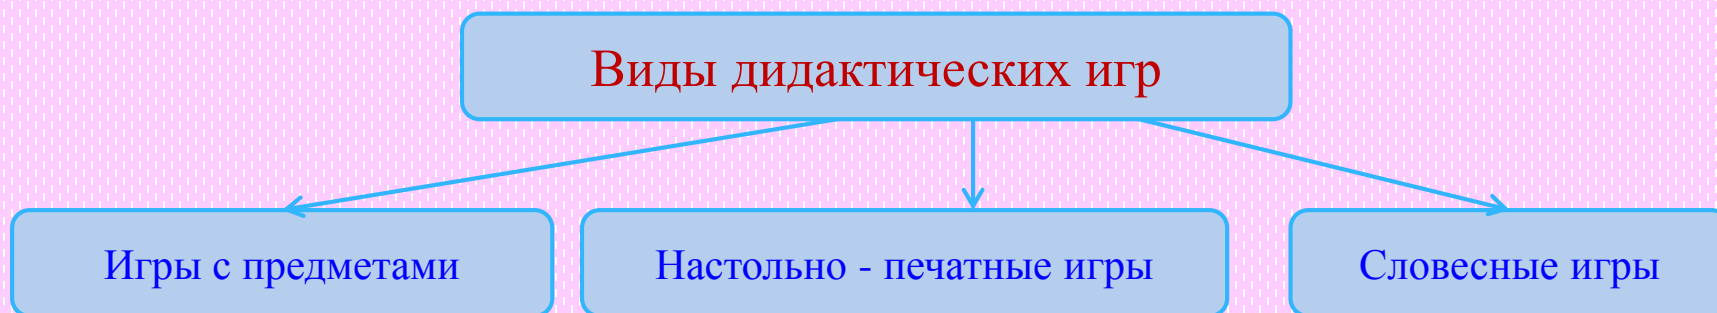 Виды дидактических игр
Игры с предметами
Настольно - печатные игры
Словесные игры